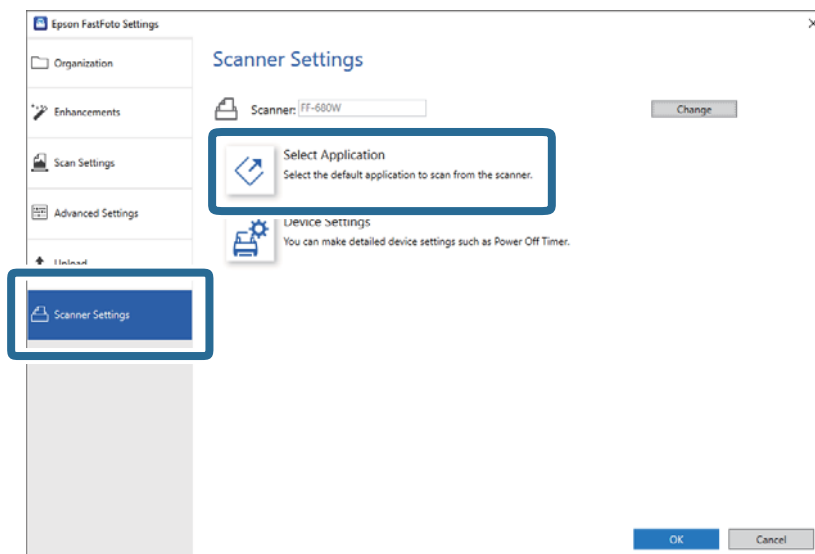 Epson FastFoto Settings
Organization
Enhancements
Scan Settings
Advanced Settings
Upload
Scanner Settings
Scanner Settings
Scanner: FF-680W
Change
Select Application
Select the default application to scan from the scanner.
Device Settings
You can make detailed device settings such as Power Off Timer.
OK
Cancel